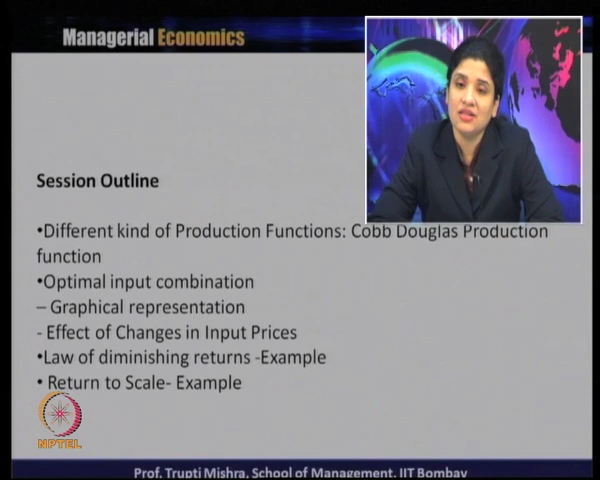 Managerial Economics
Session Outline
•Different kind of Production Functions: Cobb Douglas Production
function
•Optimal input combination
– Graphical representation
- Effect of Changes in Input Prices
•Law of diminishing returns -Example
• Return to Scale- Example
NPTEL
Prof. Trupti Mishra, School of Management, IIT Bombay